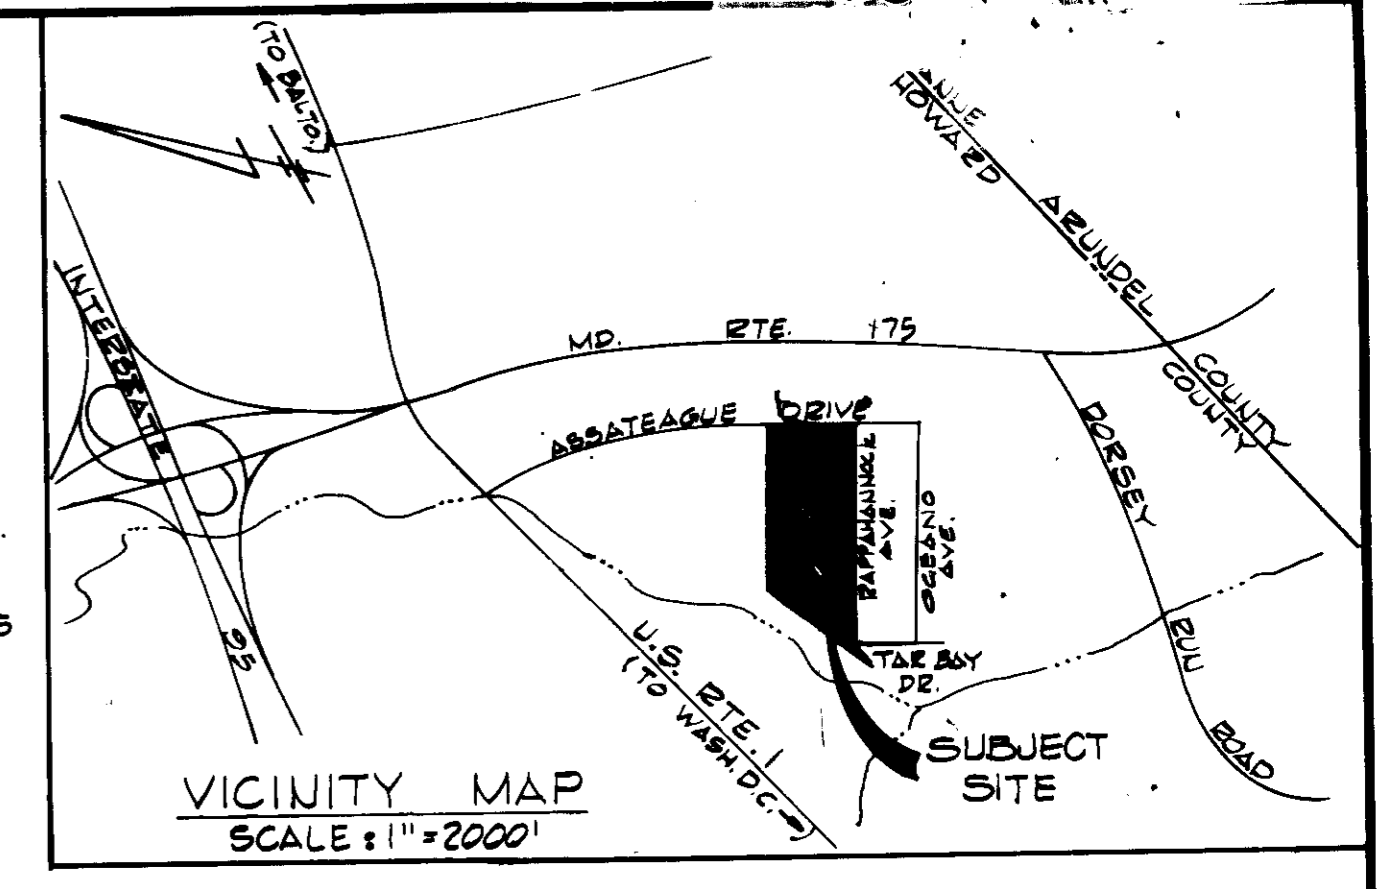 (TO BALTO.)
ANNE ARUNDEL COUNTY
HOWARD COUNTY
INTERSTATE 95
MD. RTE. 175
ASSATEAGUE DRIVE
RAPPAHANNOCK
AVE.
OCEANO
AVE.
DORSEY RUN ROAD
U.S. RTE. 1
(TO WASH. D.C.)
TAR BAY
DR.
SUBJECT
SITE
VICINITY MAP
SCALE: 1"=2000'